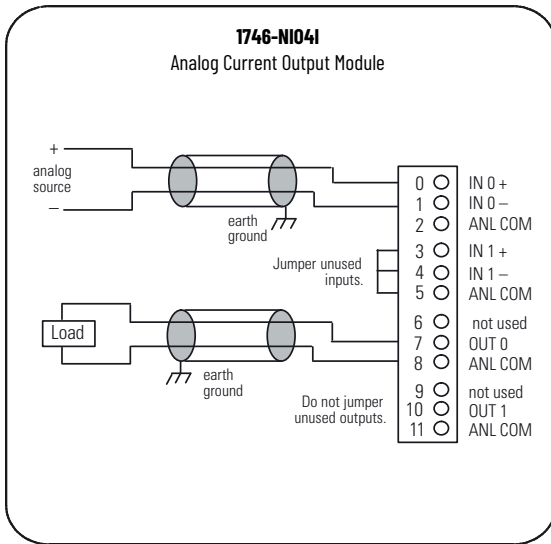 1746-NIO4I
Analog Current Output Module
+
analog
source
–
earth
ground
Jumper unused
inputs.
Load
earth
ground
Do not jumper
unused outputs.
0 IN 0 +
1 IN 0 –
2 ANL COM
3 IN 1 +
4 IN 1 –
5 ANL COM
6 not used
7 OUT 0
8 ANL COM
9 not used
10 OUT 1
11 ANL COM